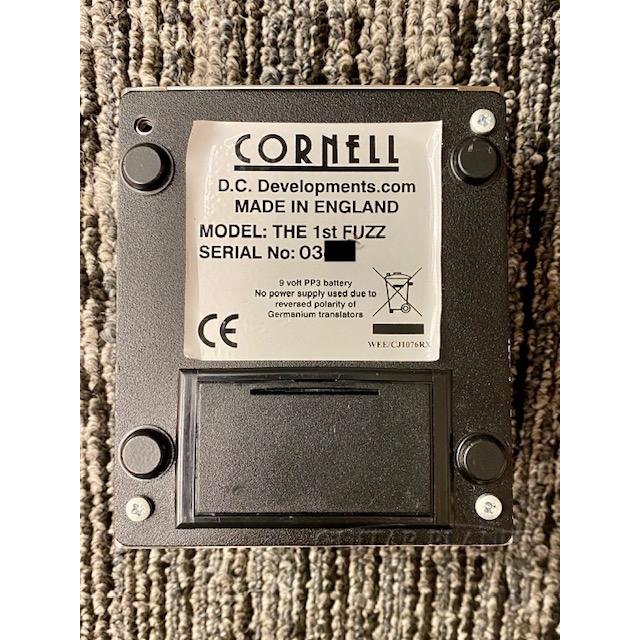 CORNELL
D.C. Developments.com
MADE IN ENGLAND
MODEL: THE 1st FUZZ
SERIAL No: 03
9 volt PP3 battery
No power supply used due to
reversed polarity of
Germanium translators
CE
WEE/CJ1076RX